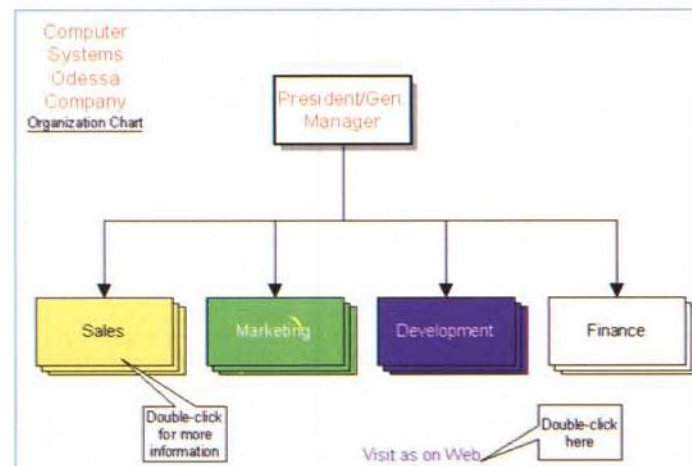 Computer
Systems
Odessa
Company
Organization Chart
President/Gen.
Manager
Sales
Marketing
Development
Finance
Double-click
for more
information
Double-click
here
Visit as on Web